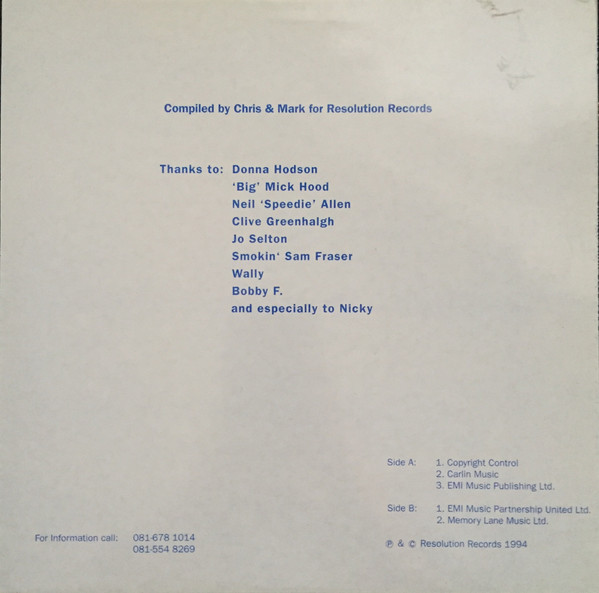 Compiled by Chris & Mark for Resolution Records
Thanks to: Donna Hodson
‘Big’ Mick Hood
Neil ‘Speedie’ Allen
Clive Greenhalgh
Jo Selton
Smokin‘ Sam Fraser
Wally
Bobby F.
and especially to Nicky
Side A: 1. Copyright Control
2. Carlin Music
3. EMI Music Publishing Ltd.
Side B: 1. EMI Music Partnership United Ltd.
2. Memory Lane Music Ltd.
For Information call: 081-678 1014
081-554 8269
℗ & © Resolution Records 1994